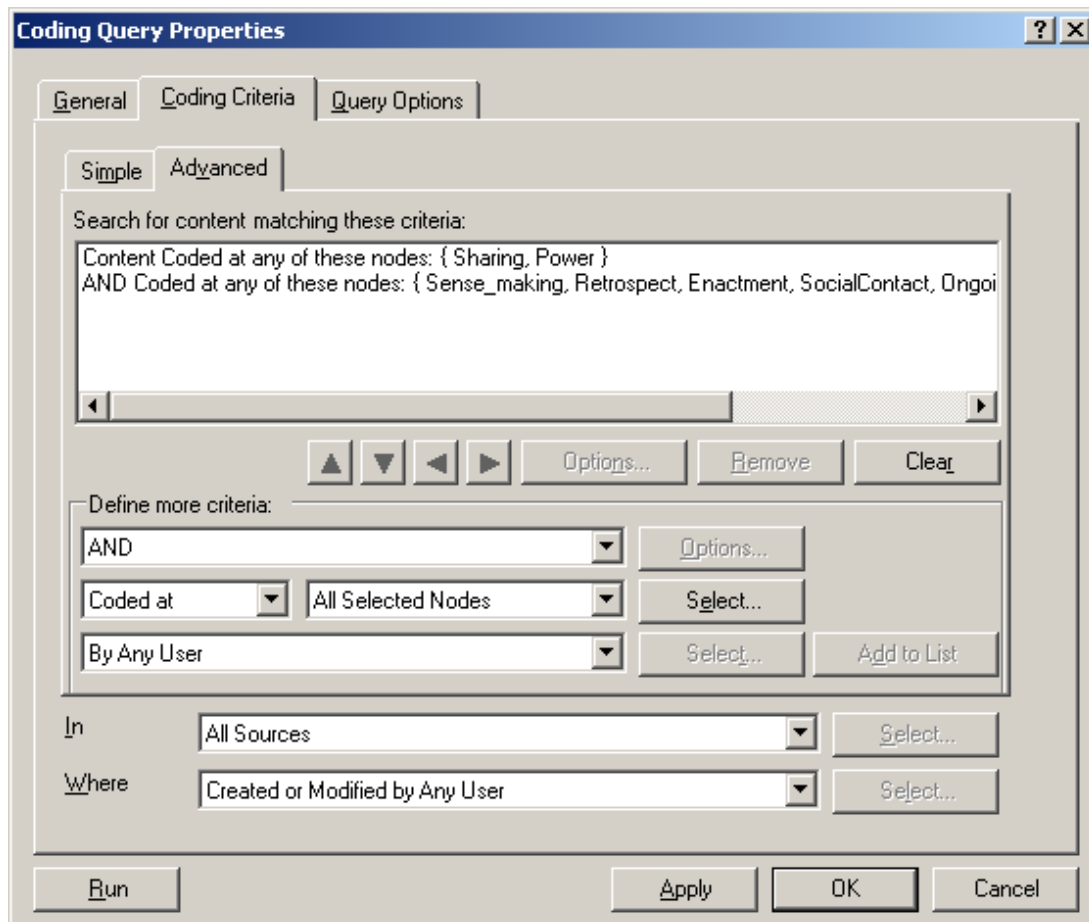 Coding Query Properties
General Coding Criteria Query Options
Simple Advanced
Search for content matching these criteria:
Content Coded at any of these nodes: { Sharing, Power }
AND Coded at any of these nodes: { Sense_making, Retrospect, Enactment, SocialContact, Ongoi
Options... Remove Clear
Define more criteria:
AND Options...
Coded at All Selected Nodes Select...
By Any User Select... Add to List
In All Sources Select...
Where Created or Modified by Any User Select...
Run Apply OK Cancel